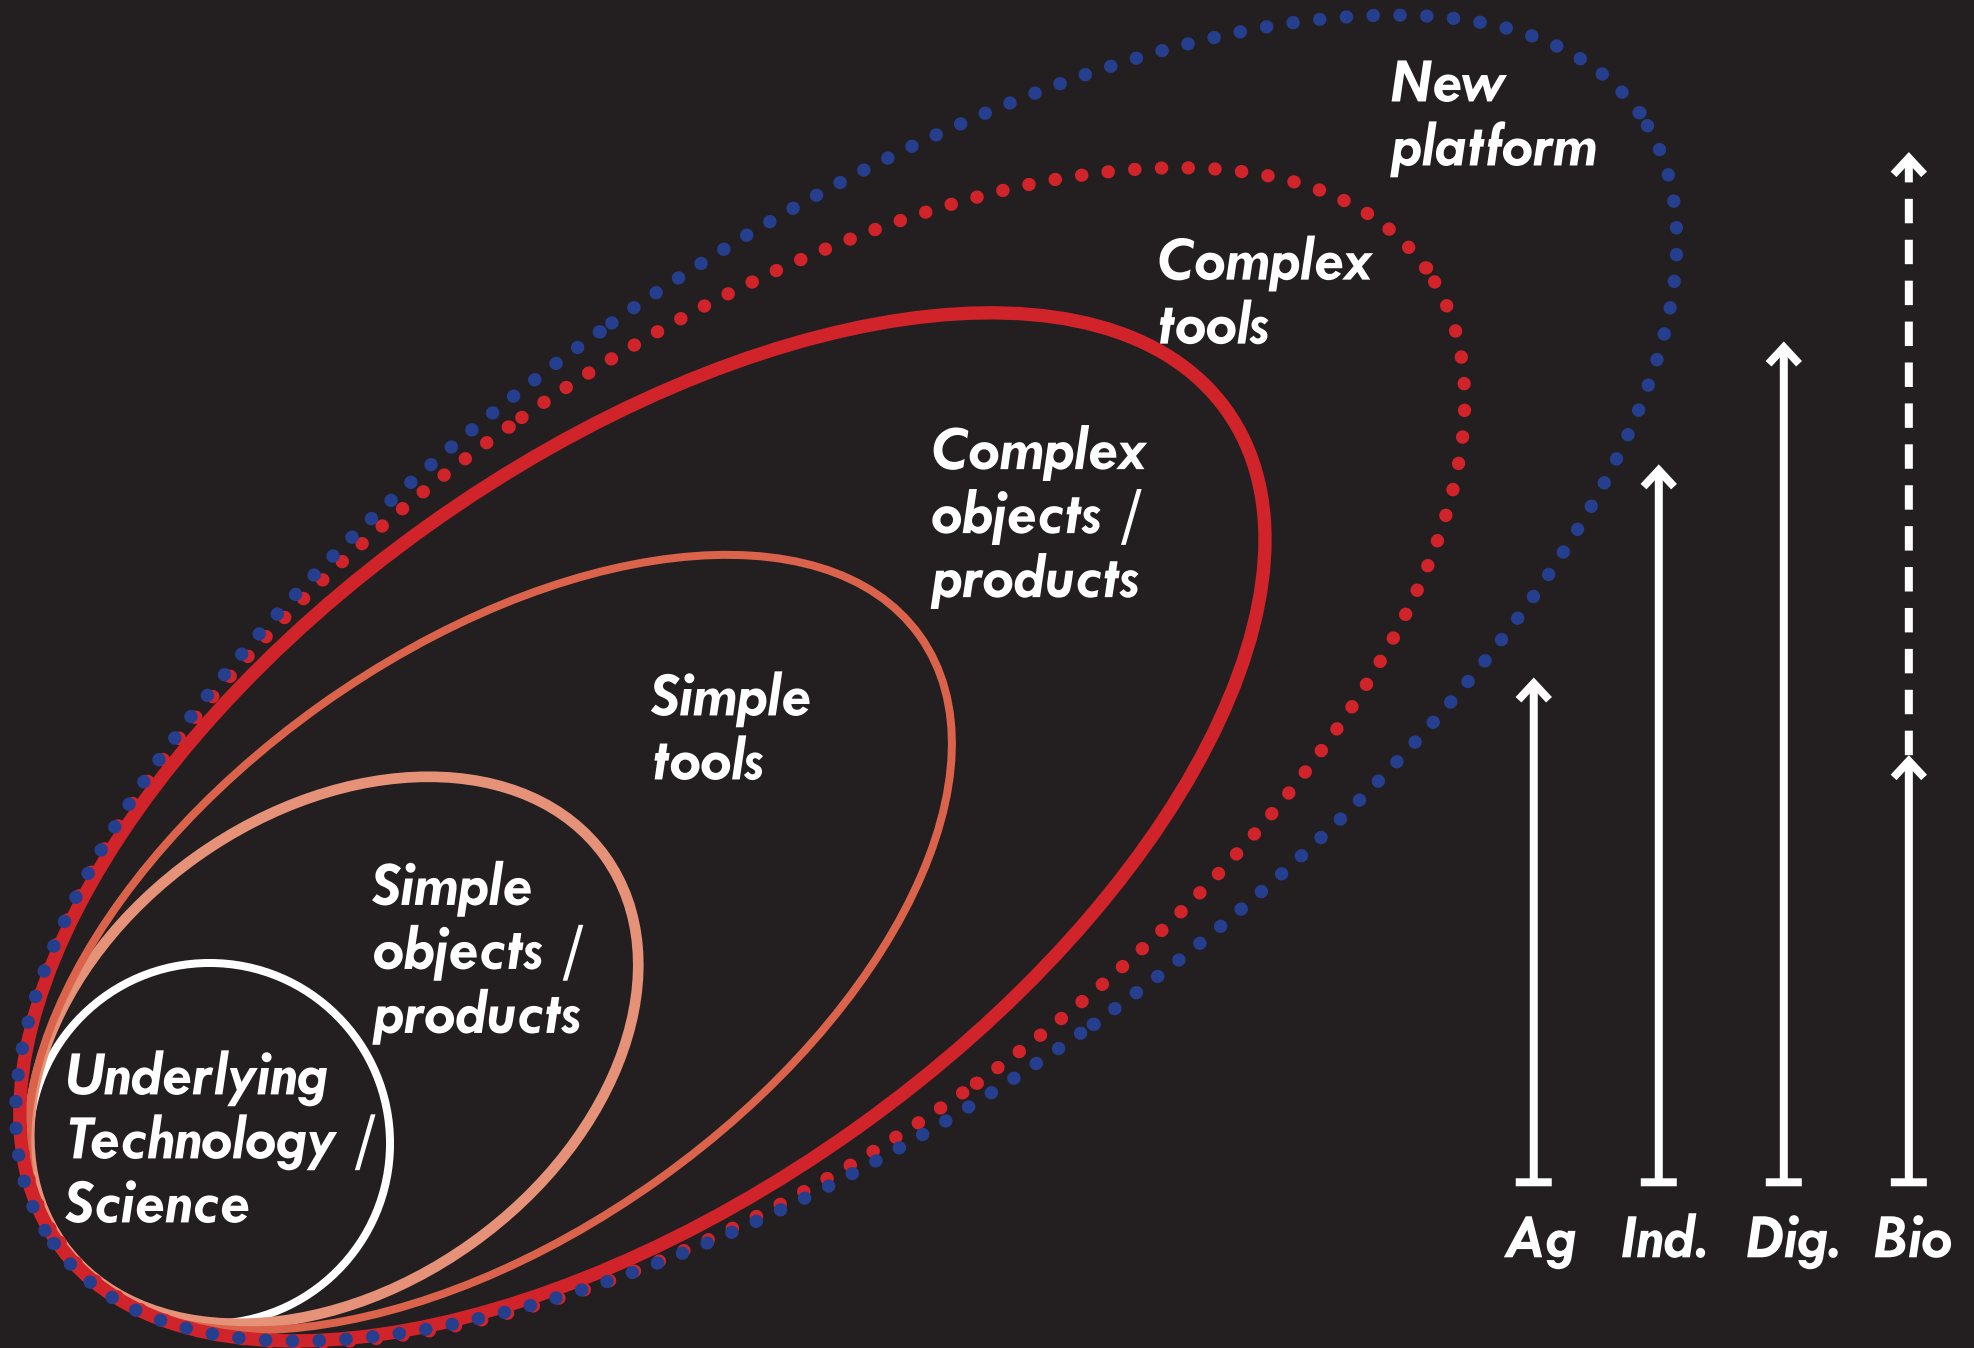 New
platform
Complex
tools
Complex
objects /
products
Simple
tools
Simple
objects /
products
Underlying
Technology /
Science
Ag Ind. Dig. Bio